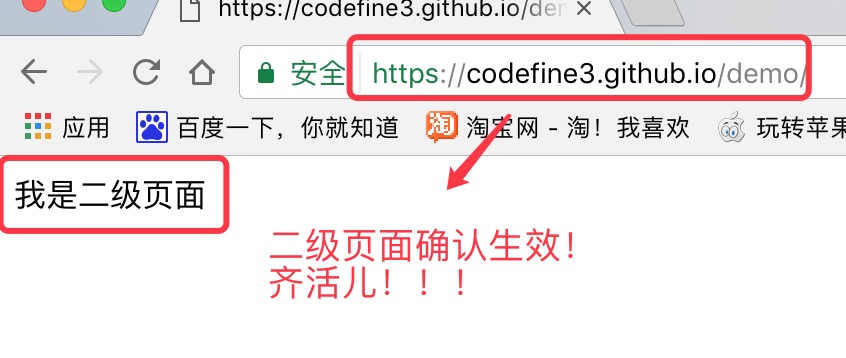 https://codefine3.github.io/den
安全
https://codefine3.github.io/demo/
应用
百度一下，你就知道
淘
淘宝网 - 淘！我喜欢
玩转苹果
我是二级页面
二级页面确认生效！
齐活儿！！！